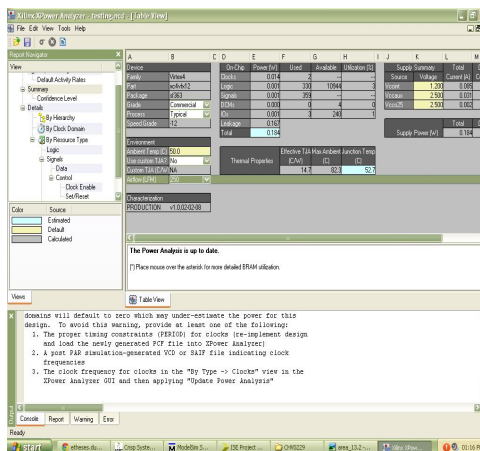 Xilinx XPower Analyzer - testing.ncd - [Table View]
File Edit View Tools Help
Report Navigator
View
Default Activity Rates
Summary
Confidence Level
Details
By Hierarchy
By Clock Domain
By Resource Type
Logic
Signals
Data
Control
Clock Enable
Set/Reset
Color Source
Estimated
Default
Calculated
Views
A B C D E F G H I J K L M
Device
Family Virtex4
Part xc4vlx12
Package sf363
Grade Commercial
Process Typical
Speed Grade -12
Environment
Ambient Temp (C) 50.0
Use custom TJA? No
Custom TJA (C/W) NA
Airflow (LFM) 250
Characterization
PRODUCTION v1.0,02-02-08
On-Chip Power (W) Used Available Utilization (%)
Clocks 0.014 2 -- --
Logic 0.001 330 10944 3
Signals 0.001 359 -- --
DCMs 0.000 0 4 0
IOs 0.001 3 240 1
Leakage 0.167
Total 0.184
Effective TJA Max Ambient Junction Temp
Thermal Properties (C/W) (C) (C)
14.7 82.3 52.7
Supply Summary Total
Source Voltage Current (A)
Vccint 1.200 0.085
Vccaux 2.500 0.031
Vcco25 2.500 0.002
Total
Supply Power (W) 0.184
The Power Analysis is up to date.
(*) Place mouse over the asterisk for more detailed BRAM utilization.
Table View
domains will default to zero which may under-estimate the power for this
design. To avoid this warning, provide at least one of the following:
1. The proper timing constraints (PERIOD) for clocks (re-implement design
and load the newly generated PCF file into XPower Analyzer)
2. A post PAR simulation-generated VCD or SAIF file indicating clock
frequencies
3. The clock frequency for clocks in the "By Type -> Clocks" view in the
XPower Analyzer GUI and then applying "Update Power Analysis"
Output
Console Report Warning Error
Ready
start etheses du... Crisp Syste... ModelSim S... ISE Project ... CHVS229 area_13.2 -... Xilinx XPow... 01:16 P